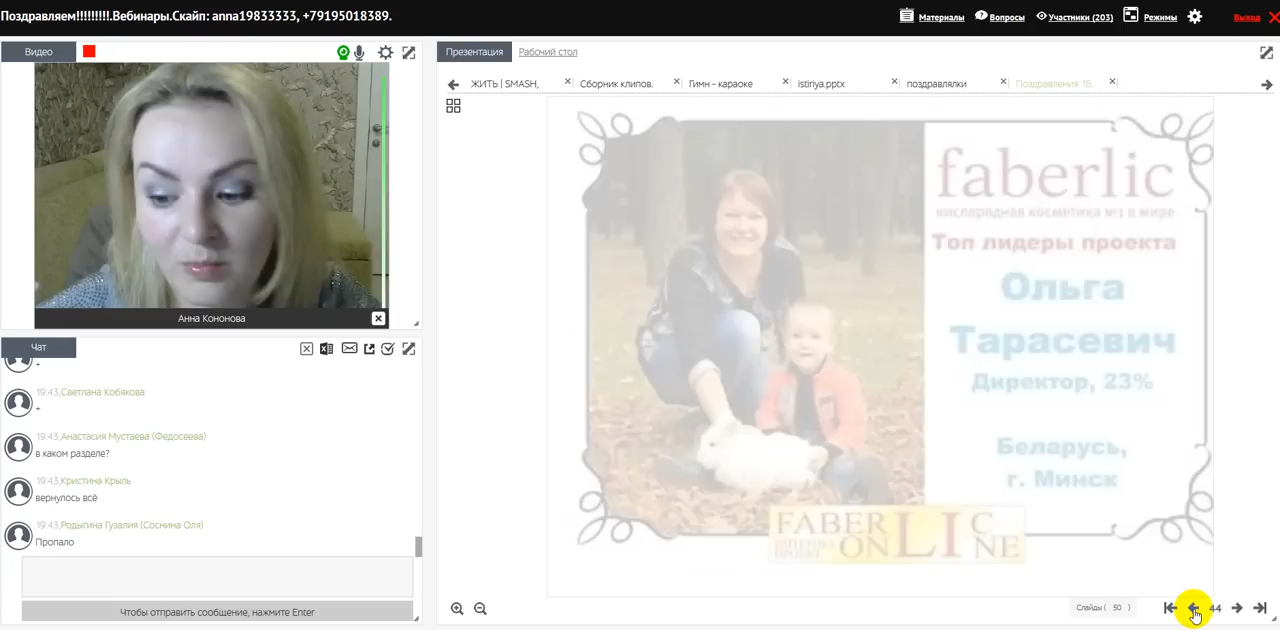 Поздравляем!!!!!!!!!.Вебинары.Скайп: anna19833333, +79195018389.
Материалы
Вопросы
Участники (203)
Режимы
Выход
Видео
Анна Кононова
Чат
+
19:43,Светлана Кобякова
+
19:43,Анастасия Мустаева (Федосеева)
в каком разделе?
19:43,Кристина Крыль
вернулось всё
19:43,Родыгина Гузалия (Соснина Оля)
Пропало
Чтобы отправить сообщение, нажмите Enter
Презентация
Рабочий стол
ЖИТЬ | SMASH,
Сборник клипов.
Гимн - караоке
istiriya.pptx
поздравлялки
Поздравления 18.
faberlic
кислородная косметика №1 в мире
Топ лидеры проекта
Ольга
Тарасевич
Директор, 23%
Беларусь,
г. Минск
FABERLIC
ONLINE
Слайды ( 50 )
44